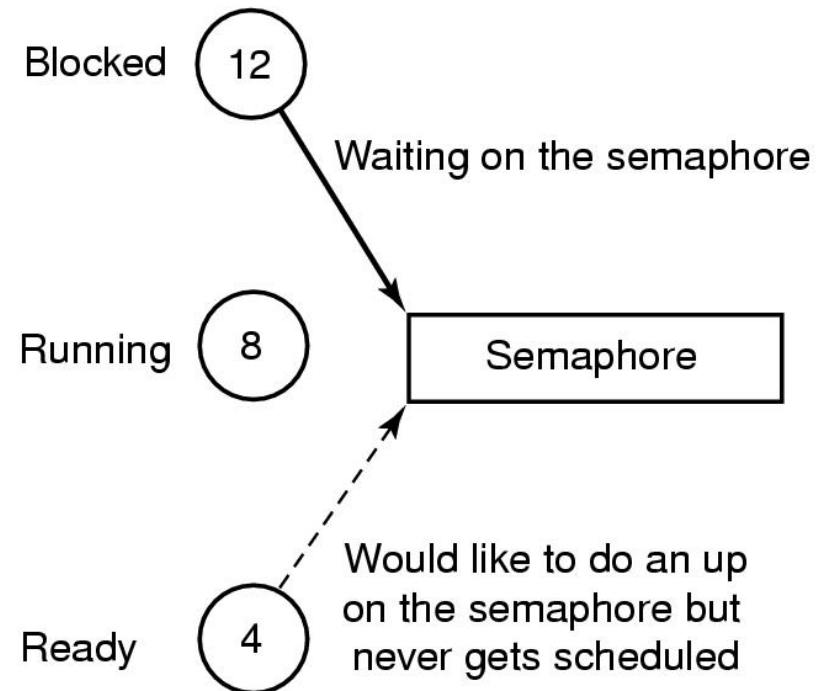 Blocked
12
Waiting on the semaphore
Running
8
Semaphore
Would like to do an up
on the semaphore but
never gets scheduled
Ready
4